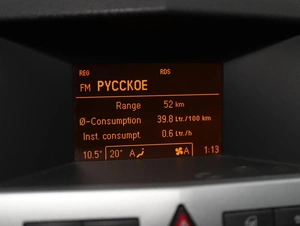 REG RDS
FM РУССКОЕ
Range 52 km
Ø-Consumption 39.8 Ltr/100 km
Inst. consumpt. 0.6 Ltr/h
10.5° 20° A A 1:13